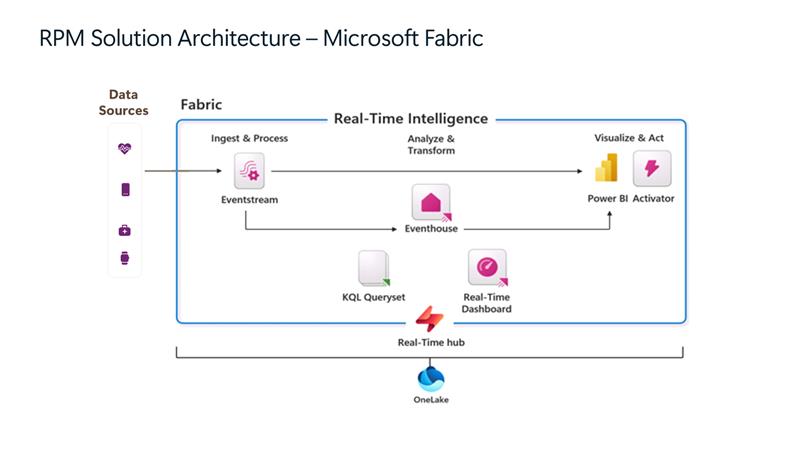 RPM Solution Architecture – Microsoft Fabric
Data
Sources
Fabric
Real-Time Intelligence
Ingest & Process
Analyze &
Transform
Visualize & Act
Eventstream
Power BI
Activator
Eventhouse
KQL Queryset
Real-Time
Dashboard
Real-Time hub
OneLake